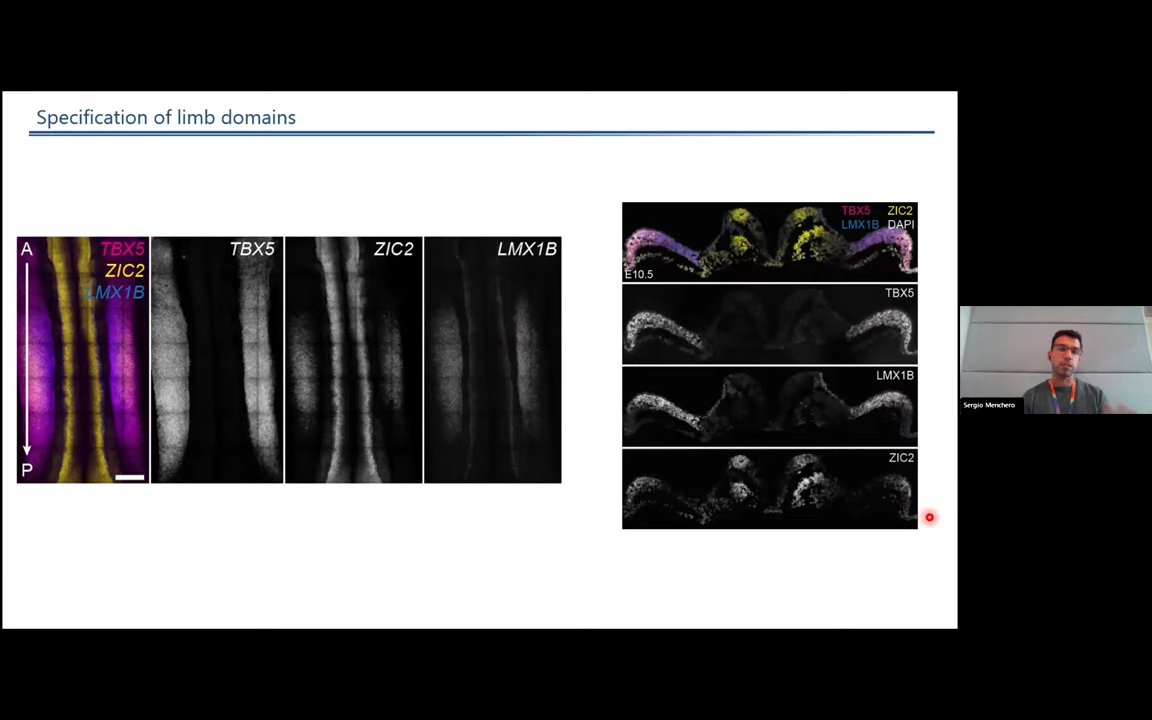 Specification of limb domains
A
P
TBX5
ZIC2
LMX1B
TBX5
ZIC2
LMX1B
TBX5 ZIC2
LMX1B DAPI
E10.5
TBX5
LMX1B
ZIC2
Sergio Menchero